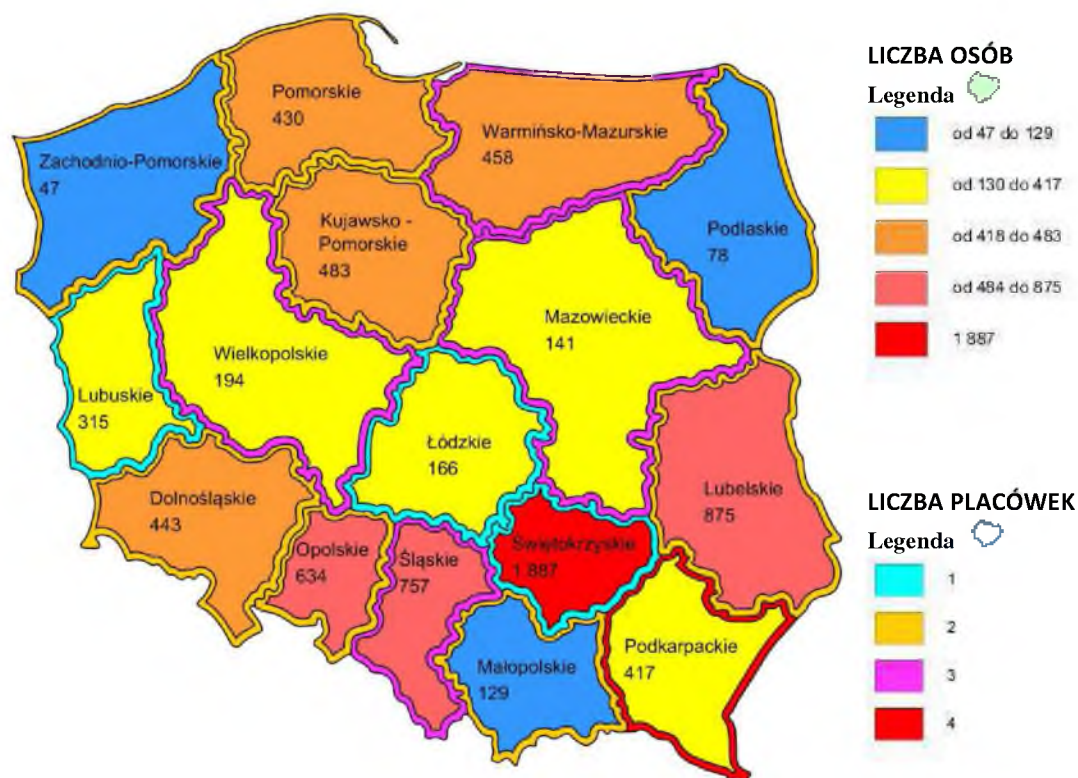 Pomorskie
430
Warmińsko-Mazurskie
458
Zachodnio-Pomorskie
47
Kujawsko -
Pomorskie
483
Podlaskie
78
Mazowieckie
141
Wielkopolskie
194
Lubuskie
315
Łódzkie
166
Dolnośląskie
443
Lubelskie
875
Opolskie
634
Śląskie
757
Świętokrzyskie
1 887
Małopolskie
129
Podkarpackie
417
LICZBA OSÓB
Legenda
od 47 do 129
od 130 do 417
od 418 do 483
od 484 do 875
1 887
LICZBA PLACÓWEK
Legenda
1
2
3
4